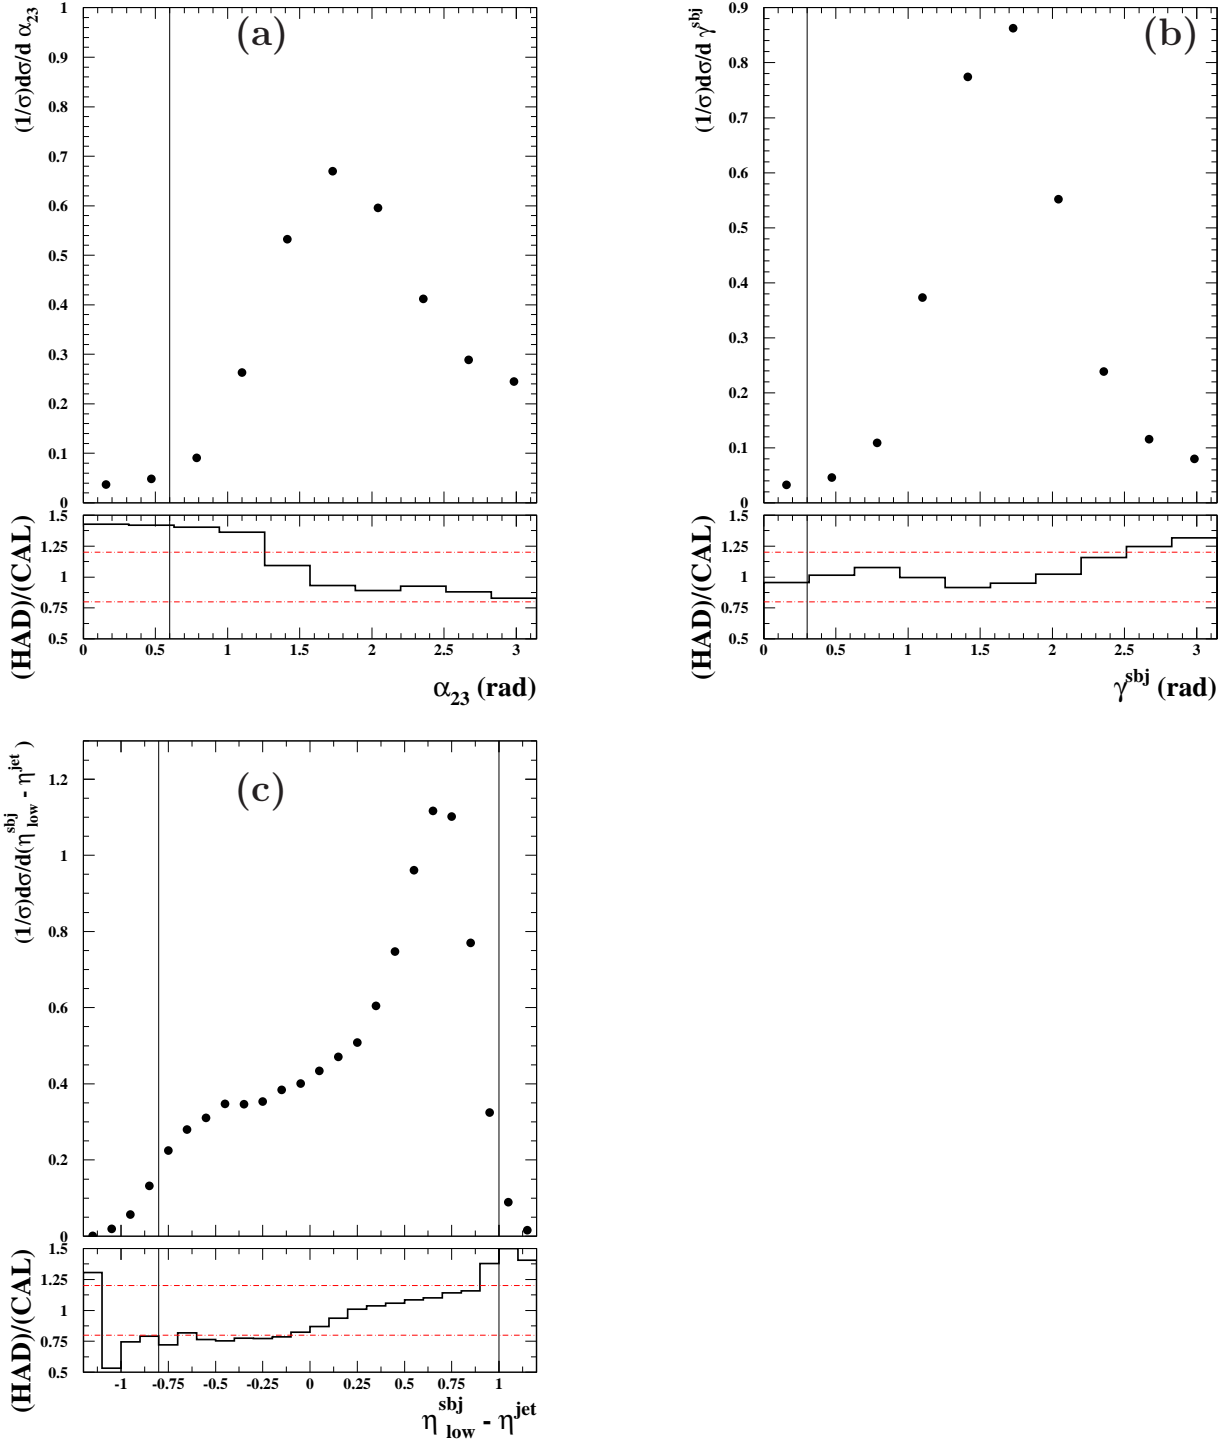 (a)
(1/σ)dσ/d α23
1
0.9
0.8
0.7
0.6
0.5
0.4
0.3
0.2
0.1
0
(HAD)/(CAL)
1.5
1.25
1
0.75
0.5
0 0.5 1 1.5 2 2.5 3
α23 (rad)
(b)
(1/σ)dσ/d γsbj
0.9
0.8
0.7
0.6
0.5
0.4
0.3
0.2
0.1
0
(HAD)/(CAL)
1.5
1.25
1
0.75
0.5
0 0.5 1 1.5 2 2.5 3
γsbj (rad)
(c)
(1/σ)dσ/d(ηsbjlow - ηjet)
1.2
1
0.8
0.6
0.4
0.2
0
(HAD)/(CAL)
1.5
1.25
1
0.75
0.5
-1 -0.75 -0.5 -0.25 0 0.25 0.5 0.75 1
ηsbjlow - ηjet